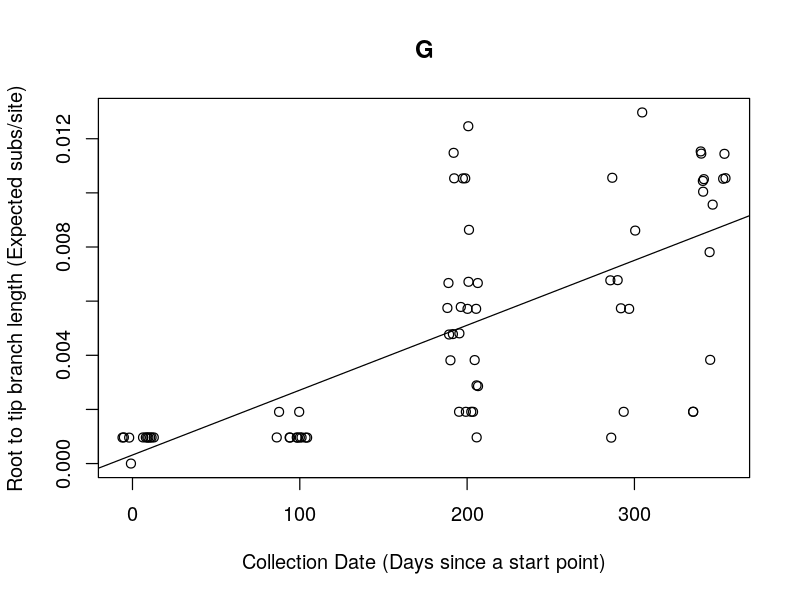 G
Root to tip branch length (Expected subs/site)
0.012
0.008
0.004
0.000
0 100 200 300
Collection Date (Days since a start point)